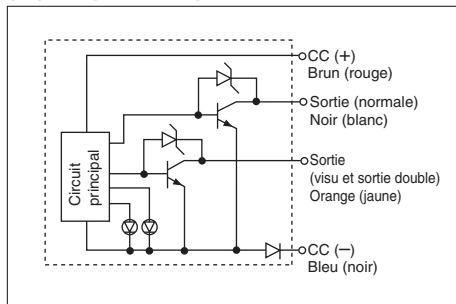 CC (+)
Brun (rouge)
Sortie (normale)
Noir (blanc)
Circuit
principal
Sortie
(visu et sortie double)
Orange (jaune)
CC (—)
Bleu (noir)